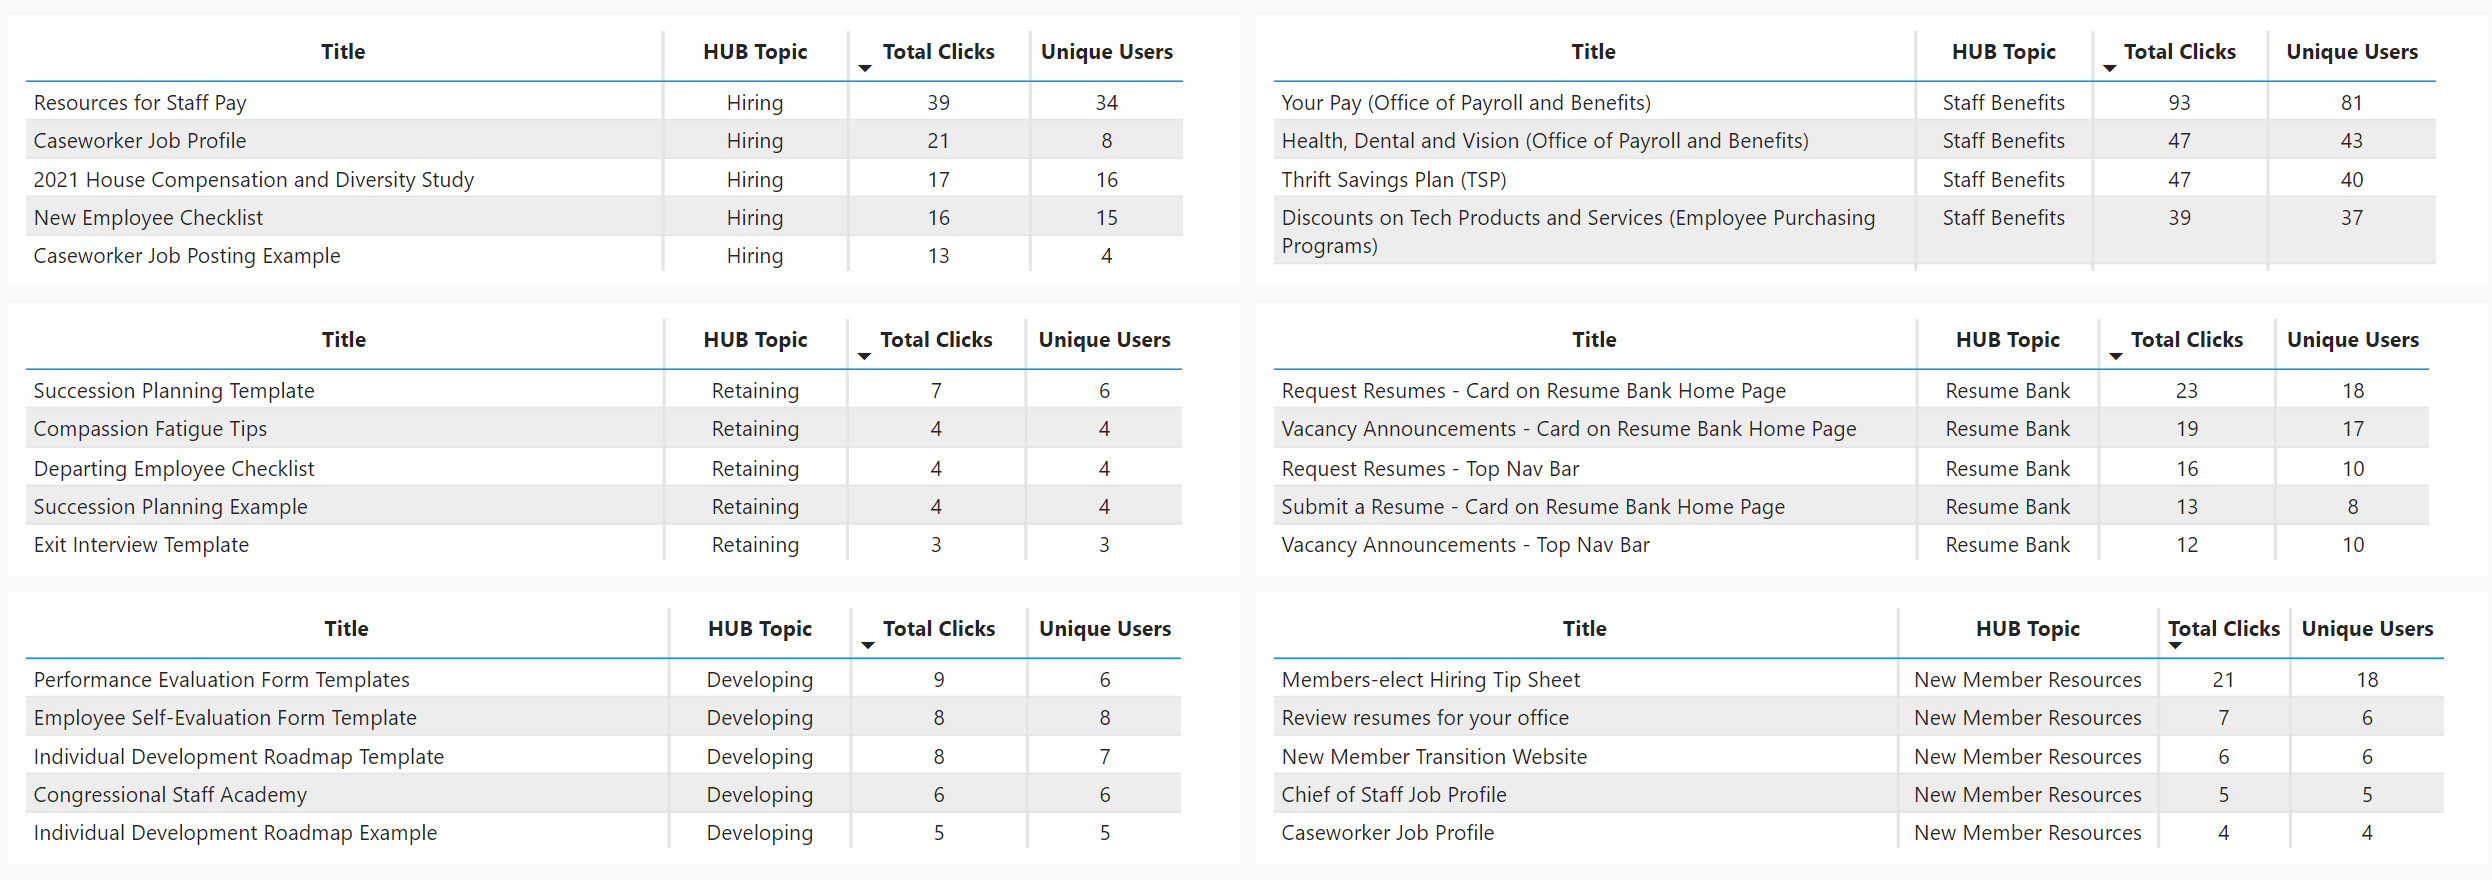 Title HUB Topic Total Clicks Unique Users
Resources for Staff Pay Hiring 39 34
Caseworker Job Profile Hiring 21 8
2021 House Compensation and Diversity Study Hiring 17 16
New Employee Checklist Hiring 16 15
Caseworker Job Posting Example Hiring 13 4
Title HUB Topic Total Clicks Unique Users
Your Pay (Office of Payroll and Benefits) Staff Benefits 93 81
Health, Dental and Vision (Office of Payroll and Benefits) Staff Benefits 47 43
Thrift Savings Plan (TSP) Staff Benefits 47 40
Discounts on Tech Products and Services (Employee Purchasing Staff Benefits 39 37
Programs)
Title HUB Topic Total Clicks Unique Users
Succession Planning Template Retaining 7 6
Compassion Fatigue Tips Retaining 4 4
Departing Employee Checklist Retaining 4 4
Succession Planning Example Retaining 4 4
Exit Interview Template Retaining 3 3
Title HUB Topic Total Clicks Unique Users
Request Resumes - Card on Resume Bank Home Page Resume Bank 23 18
Vacancy Announcements - Card on Resume Bank Home Page Resume Bank 19 17
Request Resumes - Top Nav Bar Resume Bank 16 10
Submit a Resume - Card on Resume Bank Home Page Resume Bank 13 8
Vacancy Announcements - Top Nav Bar Resume Bank 12 10
Title HUB Topic Total Clicks Unique Users
Performance Evaluation Form Templates Developing 9 6
Employee Self-Evaluation Form Template Developing 8 8
Individual Development Roadmap Template Developing 8 7
Congressional Staff Academy Developing 6 6
Individual Development Roadmap Example Developing 5 5
Title HUB Topic Total Clicks Unique Users
Members-elect Hiring Tip Sheet New Member Resources 21 18
Review resumes for your office New Member Resources 7 6
New Member Transition Website New Member Resources 6 6
Chief of Staff Job Profile New Member Resources 5 5
Caseworker Job Profile New Member Resources 4 4